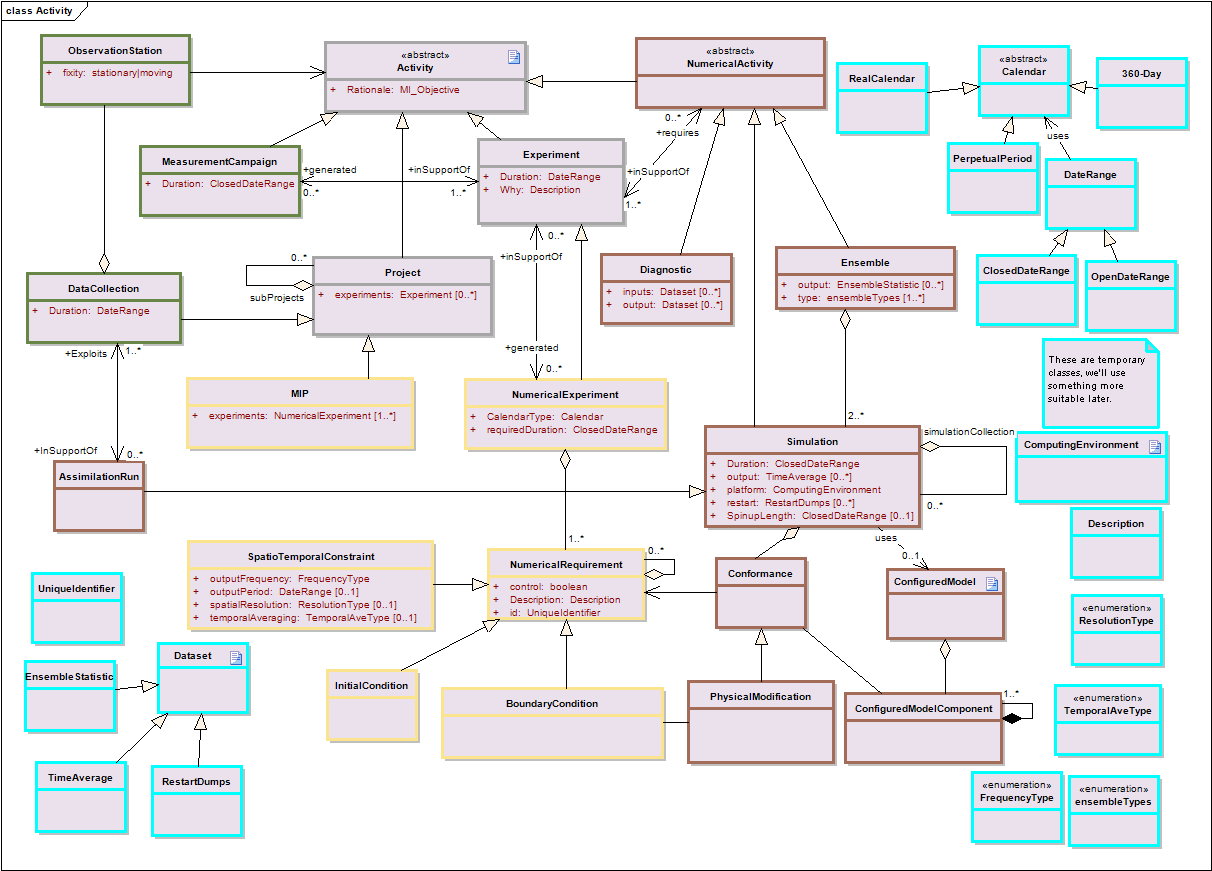 class Activity
ObservationStation
+ fixity: stationary|moving
«abstract»
Activity
+ Rationale: MI_Objective
«abstract»
NumericalActivity
RealCalendar
«abstract»
Calendar
360-Day
MeasurementCampaign
+ Duration: ClosedDateRange
+generated
0..*
+inSupportOf
1..*
Experiment
+ Duration: DateRange
+ Why: Description
0..*
+requires
+inSupportOf
1..*
PerpetualPeriod
uses
DateRange
ClosedDateRange
OpenDateRange
DataCollection
+ Duration: DateRange
0..*
subProjects
Project
+ experiments: Experiment [0..*]
0..*
+inSupportOf
+generated
0..*
Diagnostic
+ inputs: Dataset [0..*]
+ output: Dataset [0..*]
Ensemble
+ output: EnsembleStatistic [0..*]
+ type: ensembleTypes [1..*]
These are temporary
classes, we'll use
something more
suitable later.
+Exploits
1..*
+InSupportOf
0..*
MIP
+ experiments: NumericalExperiment [1..*]
NumericalExperiment
+ CalendarType: Calendar
+ requiredDuration: ClosedDateRange
2..*
Simulation
+ Duration: ClosedDateRange
+ output: TimeAverage [0..*]
+ platform: ComputingEnvironment
+ restart: RestartDumps [0..*]
+ SpinupLength: ClosedDateRange [0..1]
simulationCollection
0..*
ComputingEnvironment
AssimilationRun
Description
1..*
uses
0..1
SpatioTemporalConstraint
+ outputFrequency: FrequencyType
+ outputPeriod: DateRange [0..1]
+ spatialResolution: ResolutionType [0..1]
+ temporalAveraging: TemporalAveType [0..1]
NumericalRequirement
+ control: boolean
+ Description: Description
+ id: UniqueIdentifier
0..*
Conformance
ConfiguredModel
«enumeration»
ResolutionType
UniqueIdentifier
Dataset
EnsembleStatistic
InitialCondition
BoundaryCondition
PhysicalModification
ConfiguredModelComponent
1..*
«enumeration»
TemporalAveType
TimeAverage
RestartDumps
«enumeration»
FrequencyType
«enumeration»
ensembleTypes